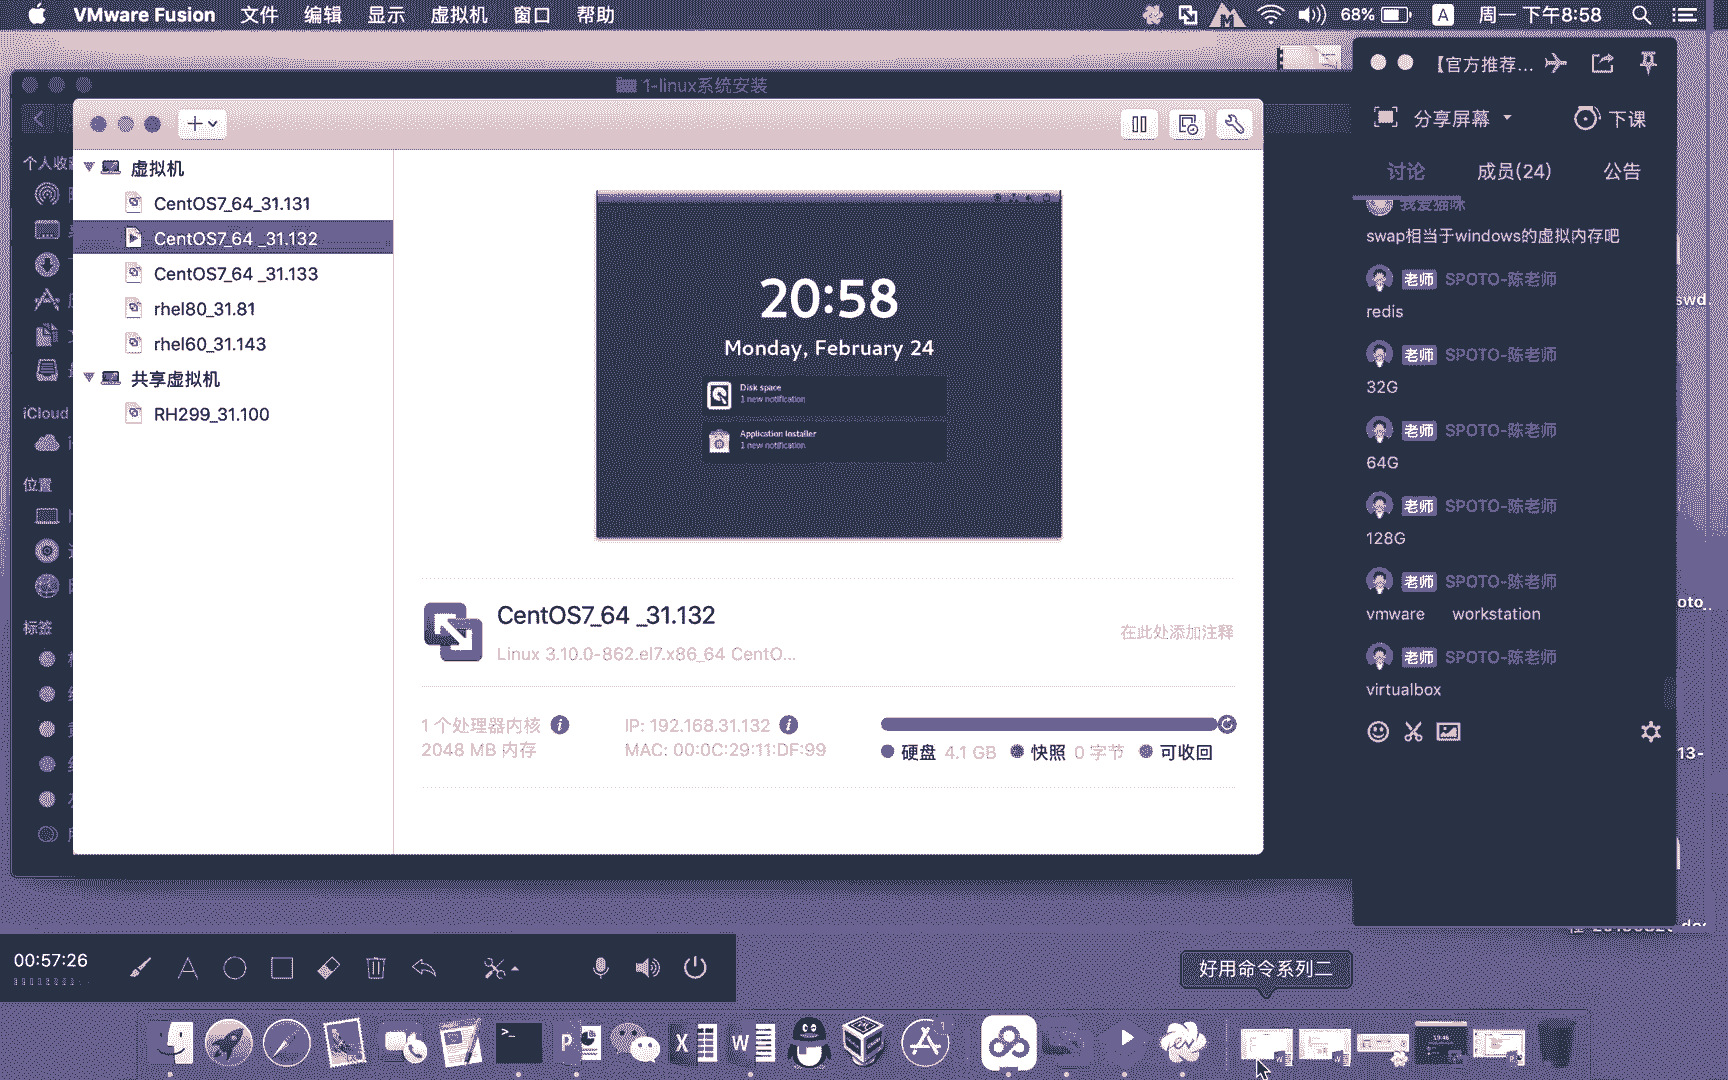 VMware Fusion 文件 编辑 显示 虚拟机 窗口 帮助
68% A 周一 下午8:58
1-linux系统安装
个人收
iCloud
位置
标签
虚拟机
CentOS7_64_31.131
CentOS7_64 _31.132
CentOS7_64 _31.133
rhel80_31.81
rhel60_31.143
共享虚拟机
RH299_31.100
20:58
Monday, February 24
Disk space
1 new notification
Application Installer
1 new notification
CentOS7_64 _31.132
Linux 3.10.0-862.el7.x86_64 CentO...
在此处添加注释
1 个处理器内核
2048 MB 内存
IP: 192.168.31.132
MAC: 00:0C:29:11:DF:99
硬盘 4.1 GB 快照 0 字节 可收回
【官方推荐...
分享屏幕 下课
讨论 成员(24) 公告
我爱猫咪
swap相当于windows的虚拟内存吧
老师 SPOTO-陈老师
redis
老师 SPOTO-陈老师
32G
老师 SPOTO-陈老师
64G
老师 SPOTO-陈老师
128G
老师 SPOTO-陈老师
vmware workstation
老师 SPOTO-陈老师
virtualbox
swd.
oto_.
13-
00:57:26
好用命令系列二